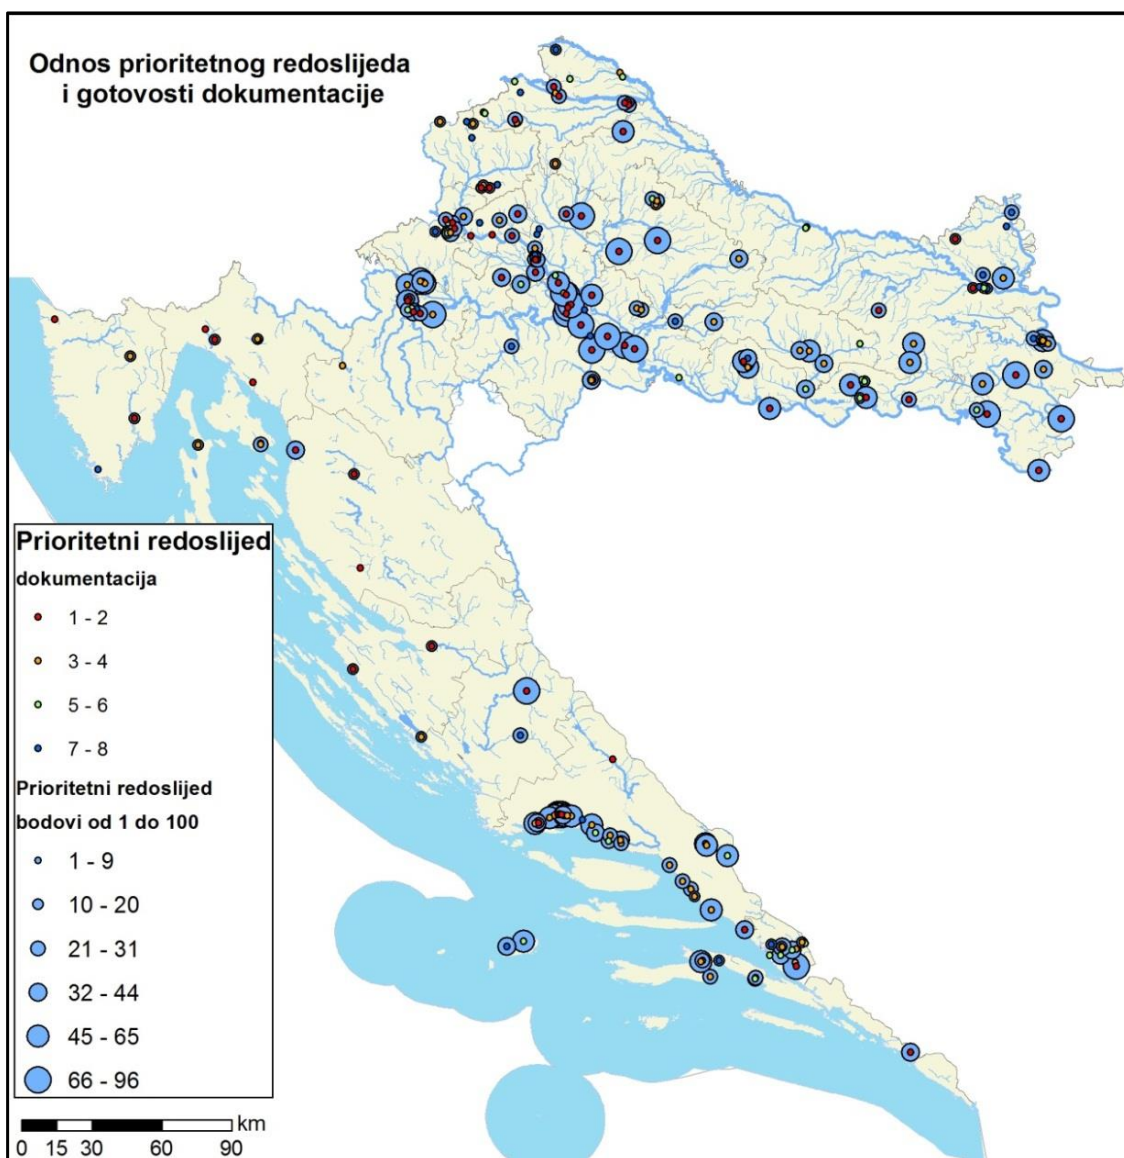 Odnos prioritetnog redoslijeda
i gotovosti dokumentacije
Prioritetni redoslijed
dokumentacija
1 - 2
3 - 4
5 - 6
7 - 8
Prioritetni redoslijed
bodovi od 1 do 100
1 - 9
10 - 20
21 - 31
32 - 44
45 - 65
66 - 96
km
0 15 30 60 90